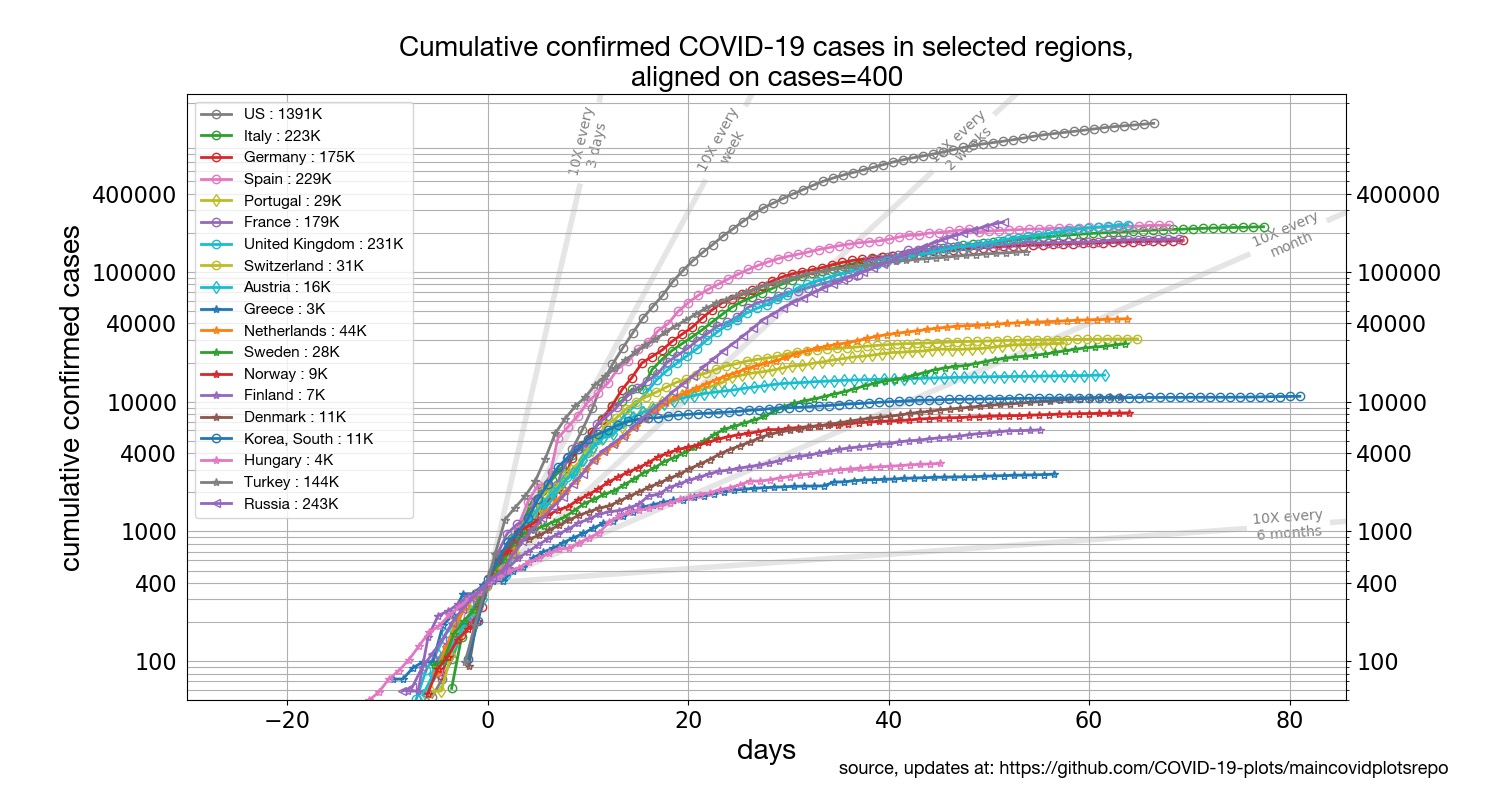 Cumulative confirmed COVID-19 cases in selected regions,
aligned on cases=400
US : 1391K
Italy : 223K
Germany : 175K
Spain : 229K
Portugal : 29K
France : 179K
United Kingdom : 231K
Switzerland : 31K
Austria : 16K
Greece : 3K
Netherlands : 44K
Sweden : 28K
Norway : 9K
Finland : 7K
Denmark : 11K
Korea, South : 11K
Hungary : 4K
Turkey : 144K
Russia : 243K
10X every
3 days
10X every
week
10X every
2 weeks
10X every
month
10X every
6 months
cumulative confirmed cases
400000
100000
40000
10000
4000
1000
400
100
400000
100000
40000
10000
4000
1000
400
100
−20
0
20
40
60
80
days
source, updates at: https://github.com/COVID-19-plots/maincovidplotsrepo